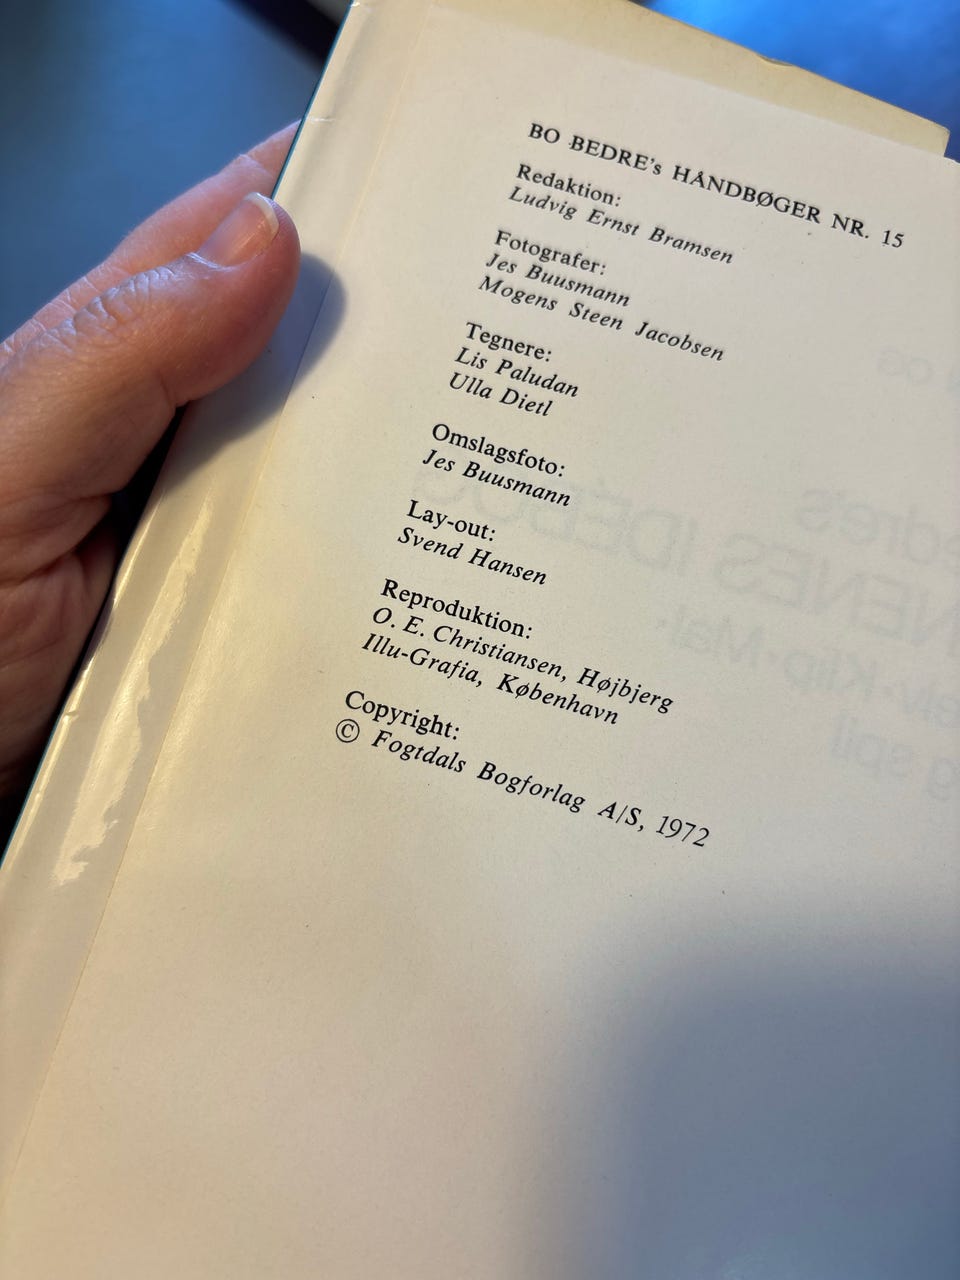 BO BEDRE's HÅNDBØGER NR. 15
Redaktion:
Ludvig Ernst Bramsen
Fotografer:
Jes Buusmann
Mogens Steen Jacobsen
Tegnere:
Lis Paludan
Ulla Dietl
Omslagsfoto:
Jes Buusmann
Lay-out:
Svend Hansen
Reproduktion:
O. E. Christiansen, Højbjerg
Illu-Grafia, København
Copyright:
© Fogtdals Bogforlag A/S, 1972